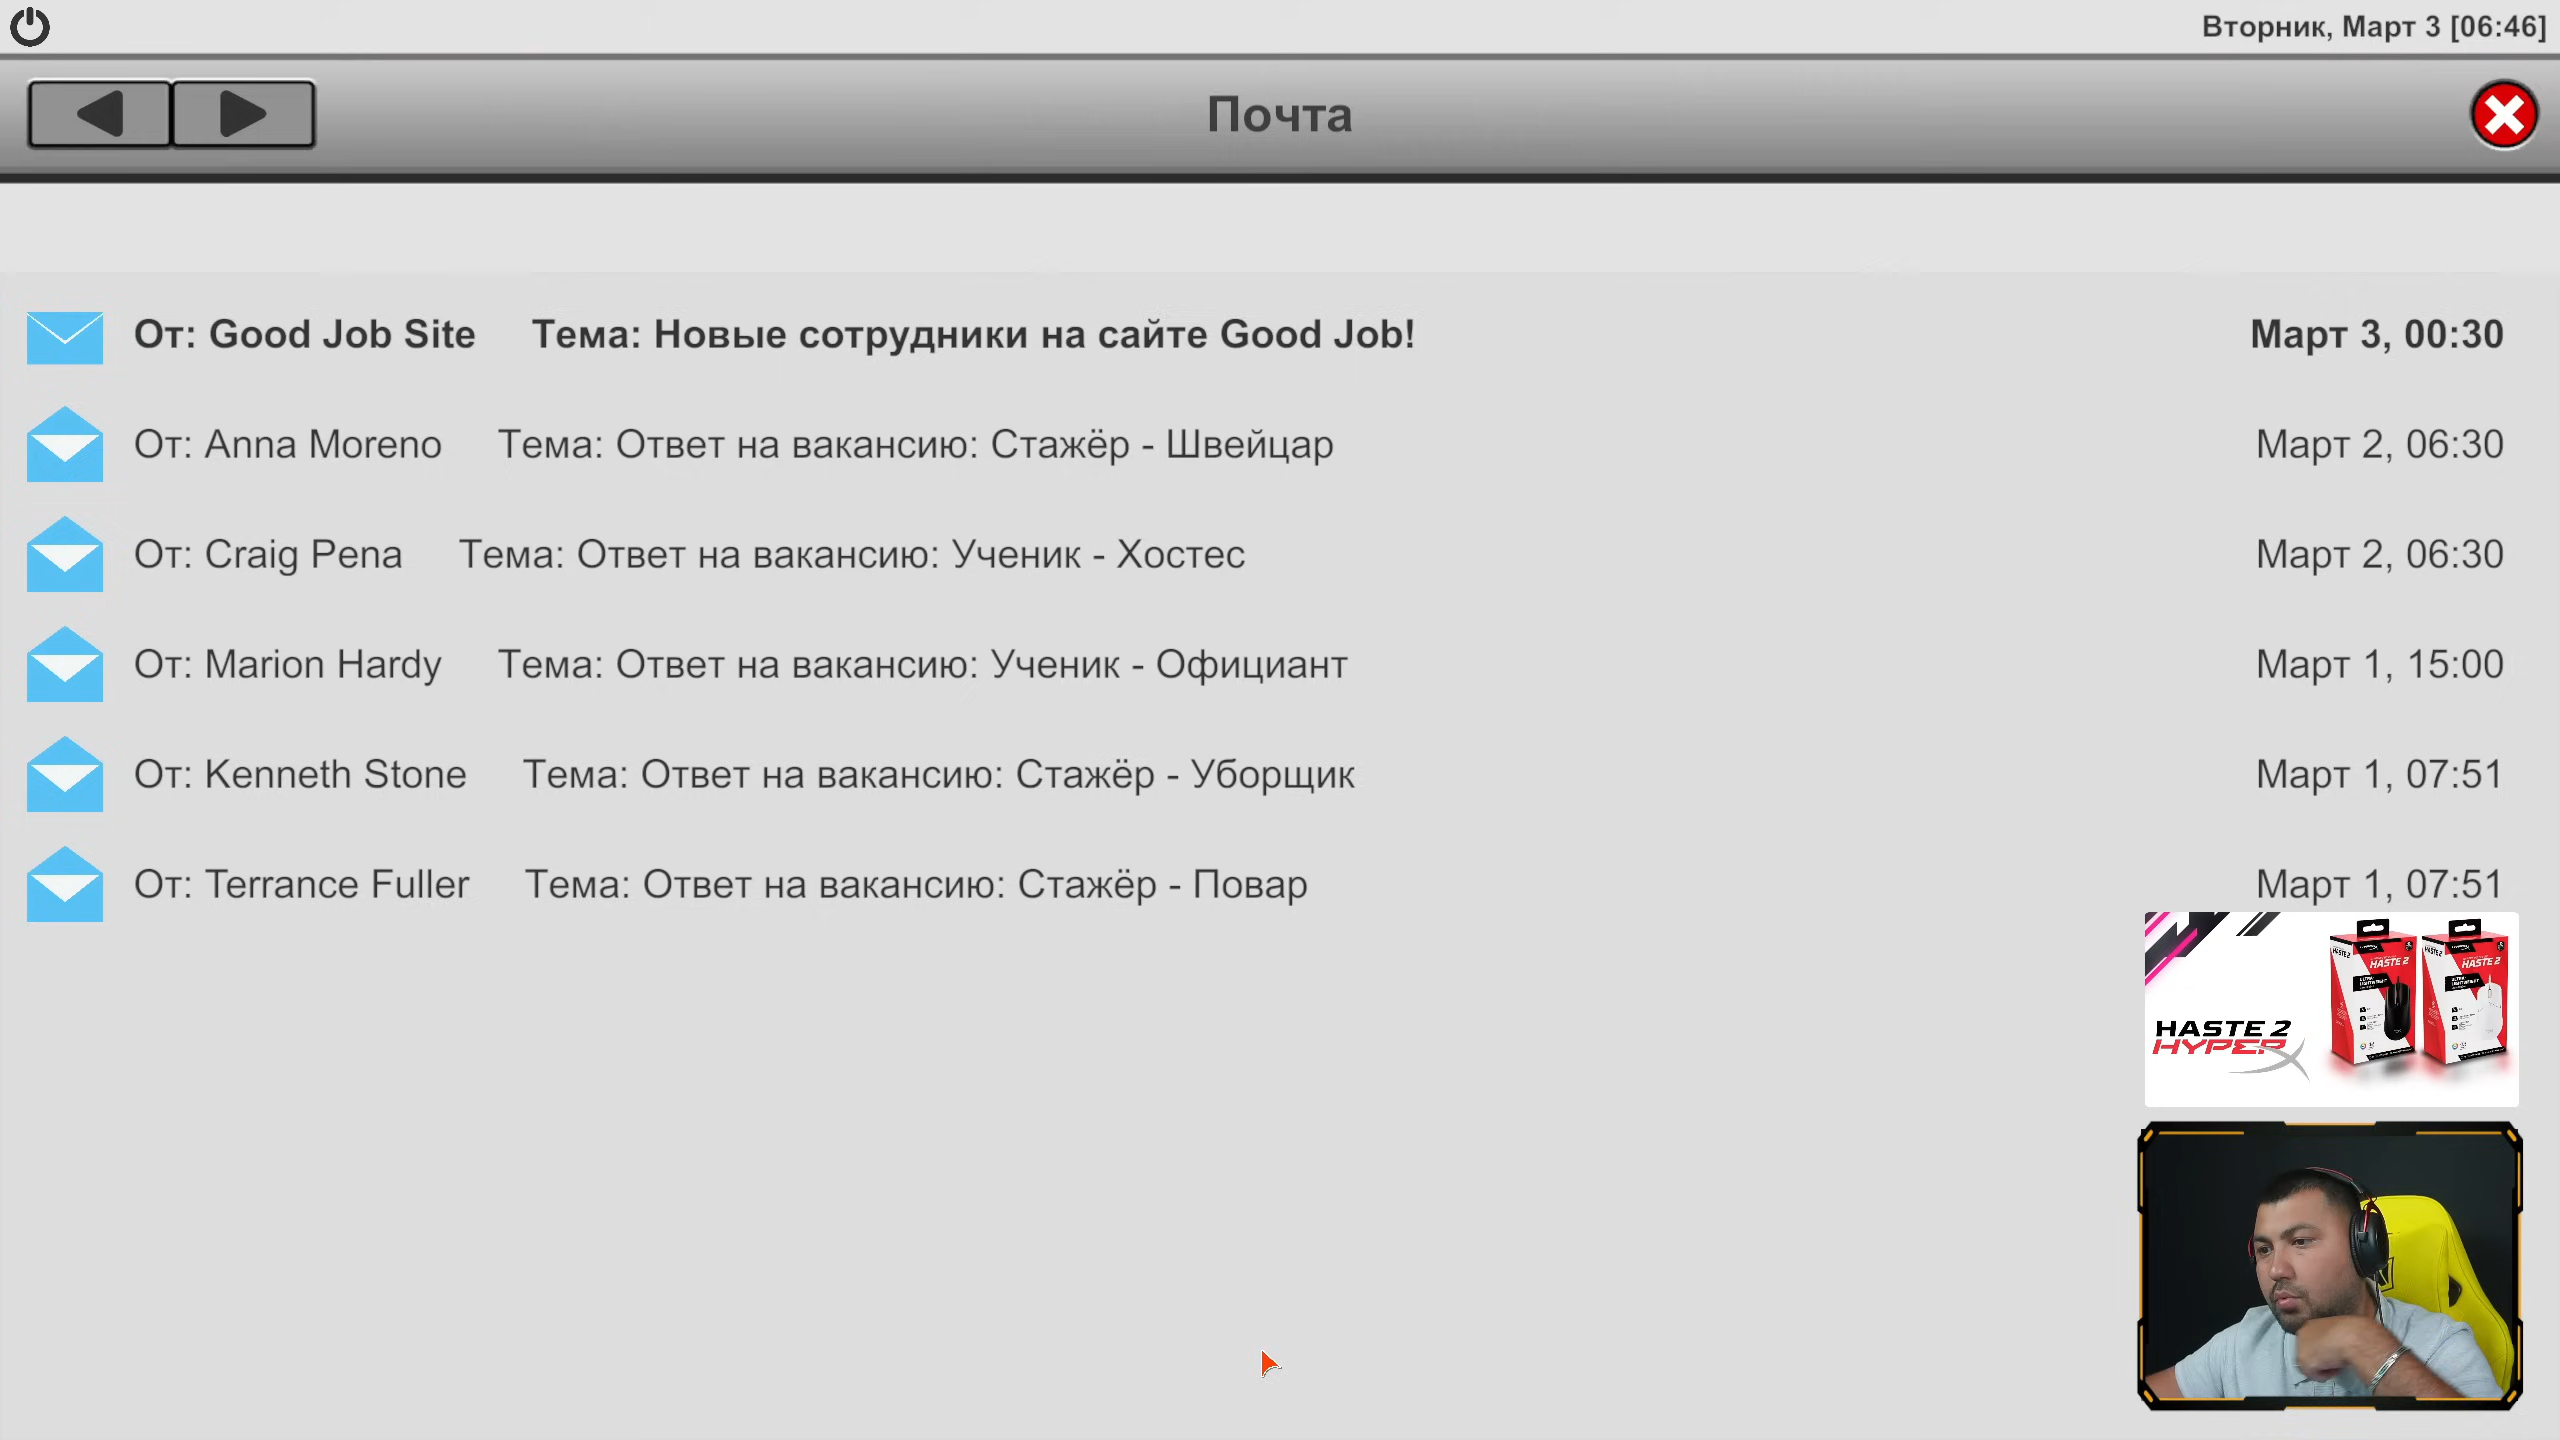 Вторник, Март 3 [06:46]
Почта
От: Good Job Site Тема: Новые сотрудники на сайте Good Job! Март 3, 00:30
От: Anna Moreno Тема: Ответ на вакансию: Стажёр - Швейцар Март 2, 06:30
От: Craig Pena Тема: Ответ на вакансию: Ученик - Хостес Март 2, 06:30
От: Marion Hardy Тема: Ответ на вакансию: Ученик - Официант Март 1, 15:00
От: Kenneth Stone Тема: Ответ на вакансию: Стажёр - Уборщик Март 1, 07:51
От: Terrance Fuller Тема: Ответ на вакансию: Стажёр - Повар Март 1, 07:51
HASTE 2
HASTE 2
HASTE 2
HYPERX